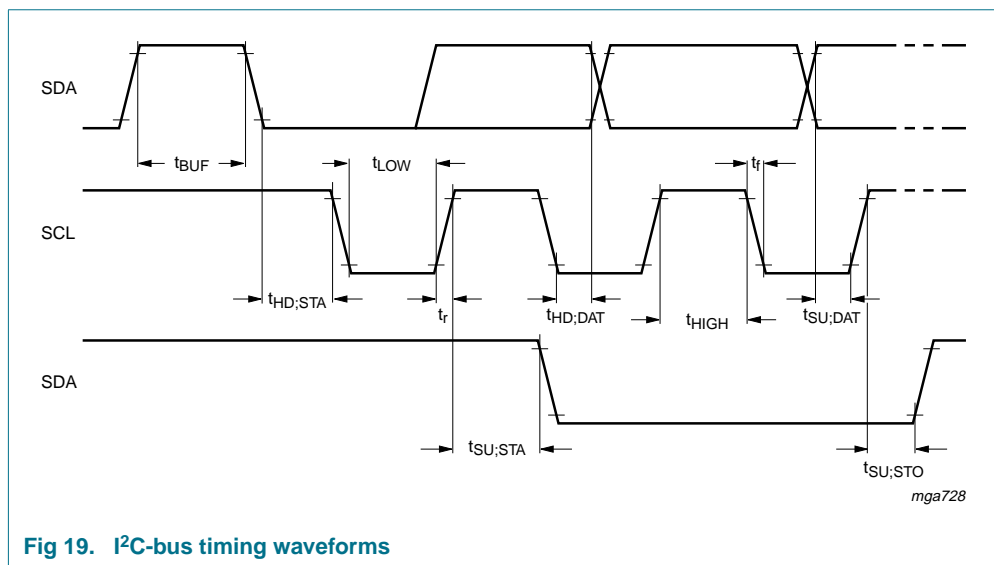 SDA
tBUF
tLOW
tf
SCL
tHD;STA
tr
tHD;DAT
tHIGH
tSU;DAT
SDA
tSU;STA
tSU;STO
mga728
Fig 19. I²C-bus timing waveforms